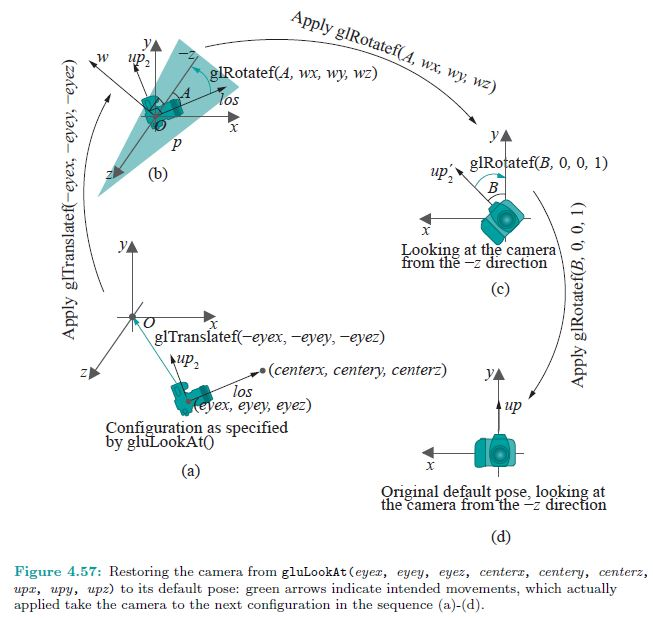 Apply glRotatef(A, wx, wy, wz)
w
up₂
y
−z
glRotatef(A, wx, wy, wz)
A
los
O
x
p
z
(b)
Apply glTranslatef(−eyex, −eyey, −eyez)
y
up₂′
glRotatef(B, 0, 0, 1)
B
x
Looking at the camera
from the −z direction
(c)
Apply glRotatef(B, 0, 0, 1)
y
O
x
glTranslatef(−eyex, −eyey, −eyez)
z
up₂
(centerx, centery, centerz)
los
(eyex, eyey, eyez)
Configuration as specified
by gluLookAt()
(a)
y
up
x
Original default pose, looking at
the camera from the −z direction
(d)
Figure 4.57: Restoring the camera from gluLookAt(eyex, eyey, eyez, centerx, centery, centerz,
upx, upy, upz) to its default pose: green arrows indicate intended movements, which actually
applied take the camera to the next configuration in the sequence (a)-(d).